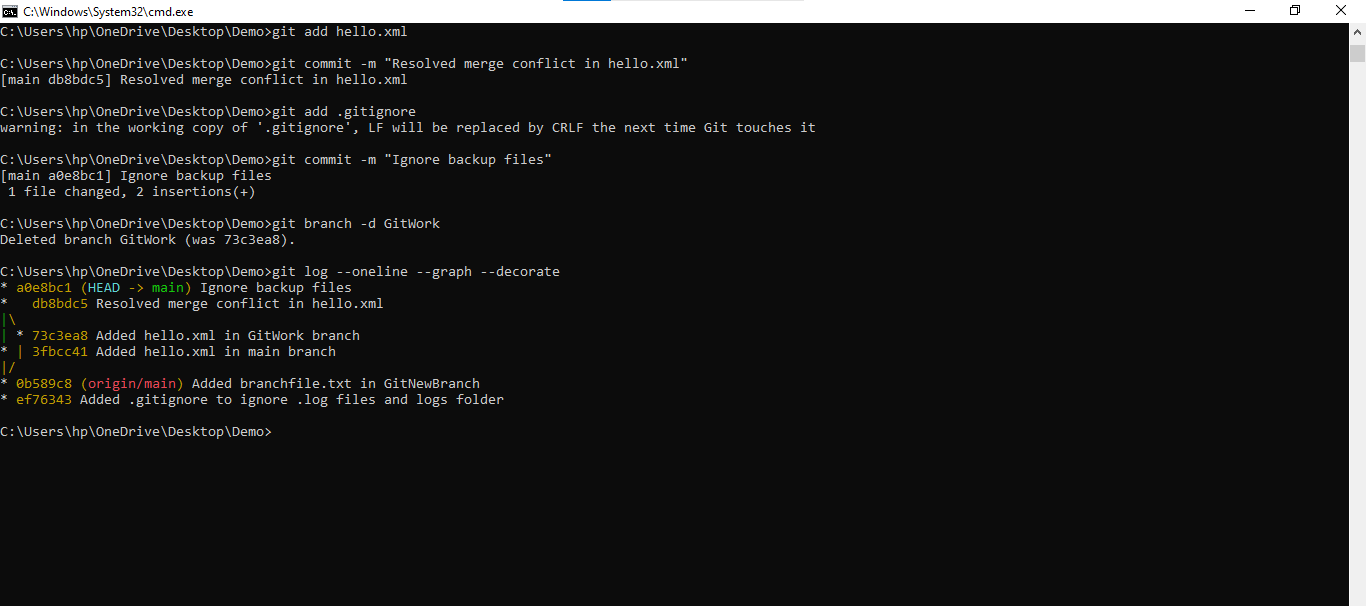 C:\Windows\System32\cmd.exe
C:\Users\hp\OneDrive\Desktop\Demo>git add hello.xml
C:\Users\hp\OneDrive\Desktop\Demo>git commit -m "Resolved merge conflict in hello.xml"
[main db8bdc5] Resolved merge conflict in hello.xml
C:\Users\hp\OneDrive\Desktop\Demo>git add .gitignore
warning: in the working copy of '.gitignore', LF will be replaced by CRLF the next time Git touches it
C:\Users\hp\OneDrive\Desktop\Demo>git commit -m "Ignore backup files"
[main a0e8bc1] Ignore backup files
 1 file changed, 2 insertions(+)
C:\Users\hp\OneDrive\Desktop\Demo>git branch -d GitWork
Deleted branch GitWork (was 73c3ea8).
C:\Users\hp\OneDrive\Desktop\Demo>git log --oneline --graph --decorate
* a0e8bc1 (HEAD -> main) Ignore backup files
*   db8bdc5 Resolved merge conflict in hello.xml
|\
| * 73c3ea8 Added hello.xml in GitWork branch
* | 3fbcc41 Added hello.xml in main branch
|/
* 0b589c8 (origin/main) Added branchfile.txt in GitNewBranch
* ef76343 Added .gitignore to ignore .log files and logs folder
C:\Users\hp\OneDrive\Desktop\Demo>